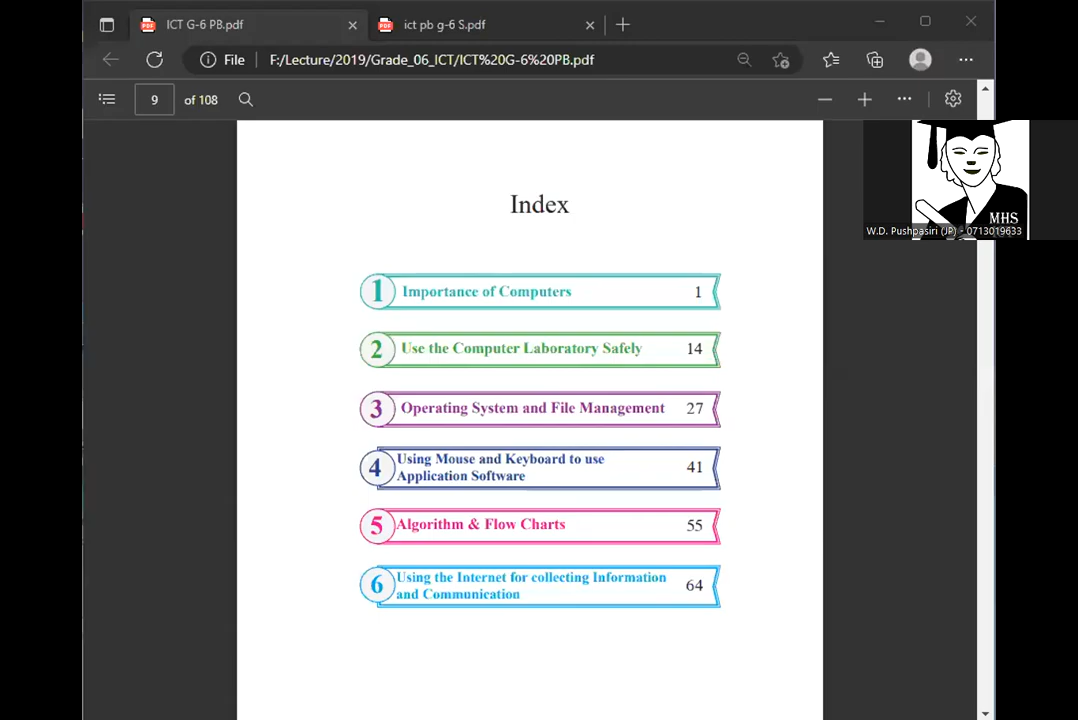 ICT G-6 PB.pdf
ict pb g-6 S.pdf
File F:/Lecture/2019/Grade_06_ICT/ICT%20G-6%20PB.pdf
9 of 108
Index
1 Importance of Computers 1
2 Use the Computer Laboratory Safely 14
3 Operating System and File Management 27
4 Using Mouse and Keyboard to use
Application Software 41
5 Algorithm & Flow Charts 55
6 Using the Internet for collecting Information
and Communication 64
MHS
W.D. Pushpasiri (JP) - 0713019633